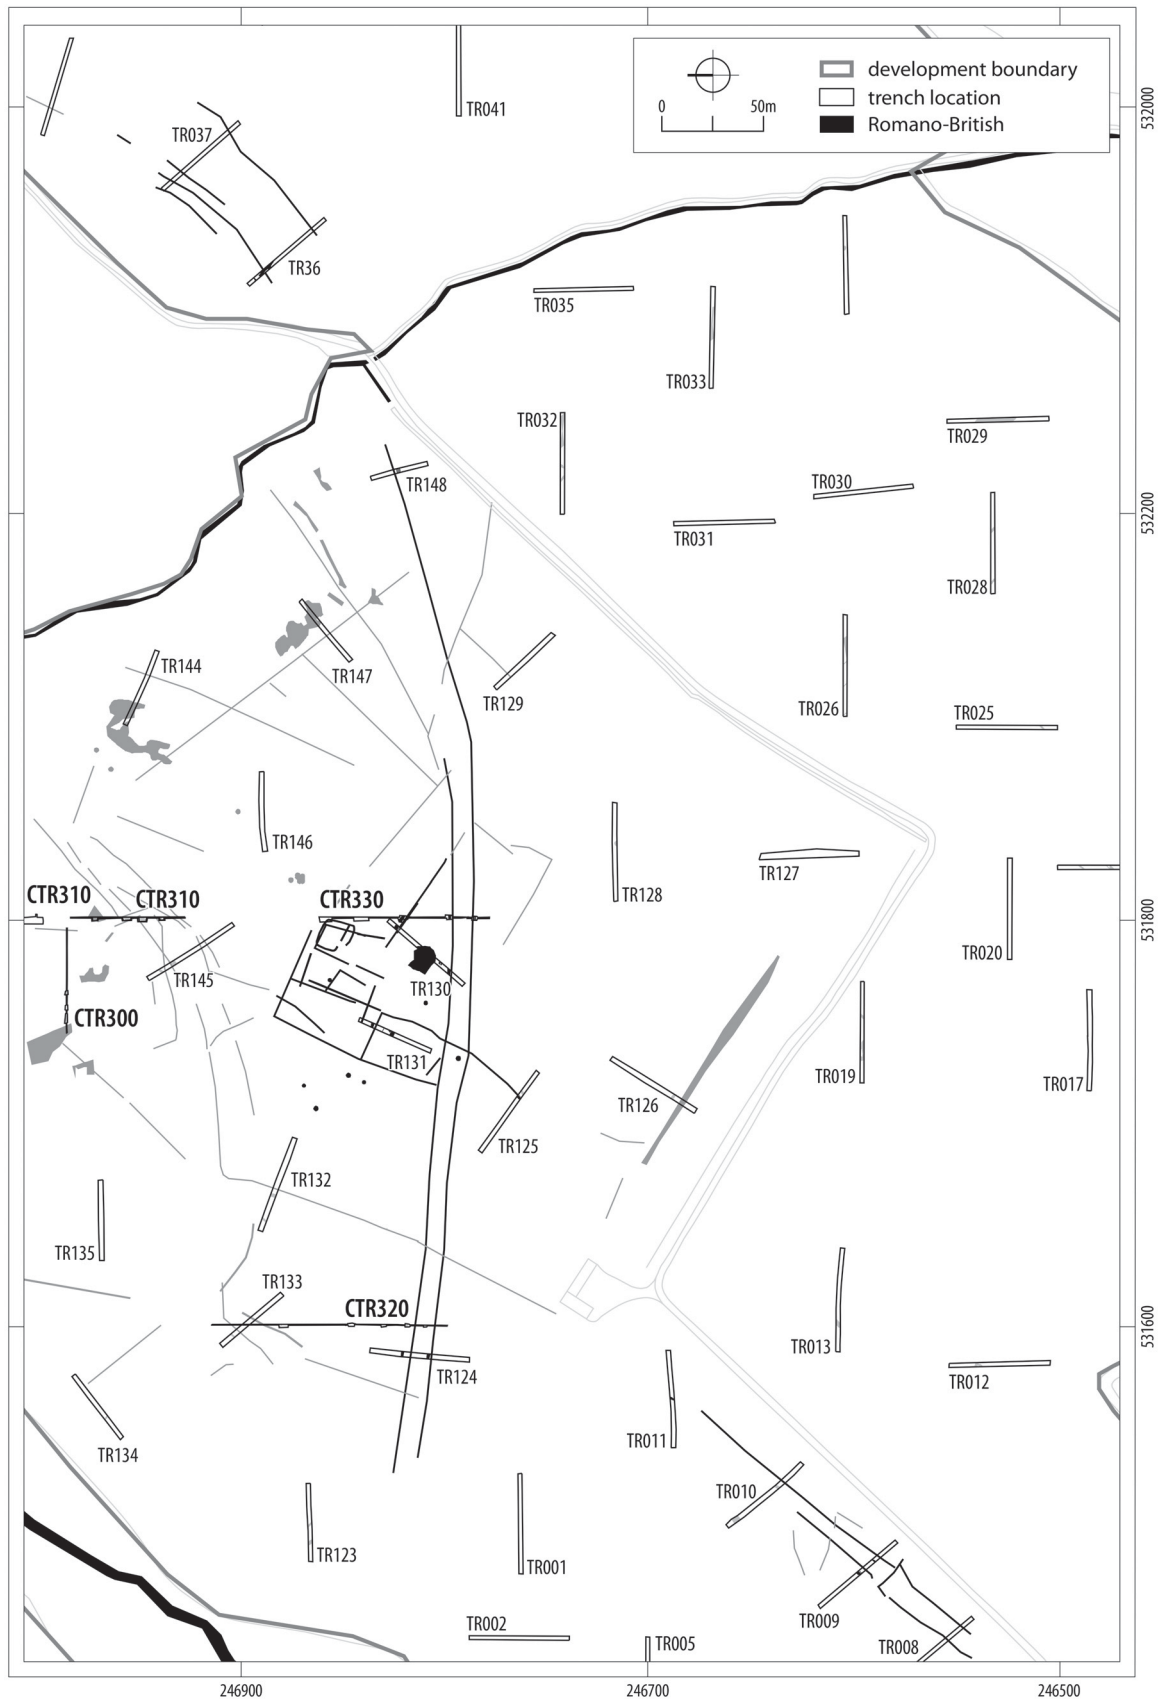 TR041
development boundary
trench location
Romano-British
0
50m
532000
TR037
TR36
TR035
TR033
TR032
TR029
TR148
TR030
532200
TR031
TR028
TR144
TR147
TR129
TR026
TR025
TR146
TR127
TR128
CTR310
CTR310
CTR330
531800
TR020
TR145
TR130
CTR300
TR131
TR019
TR017
TR126
TR125
TR132
TR135
TR133
CTR320
531600
TR013
TR124
TR012
TR011
TR134
TR010
TR123
TR001
TR009
TR002
TR005
TR008
246900
246700
246500